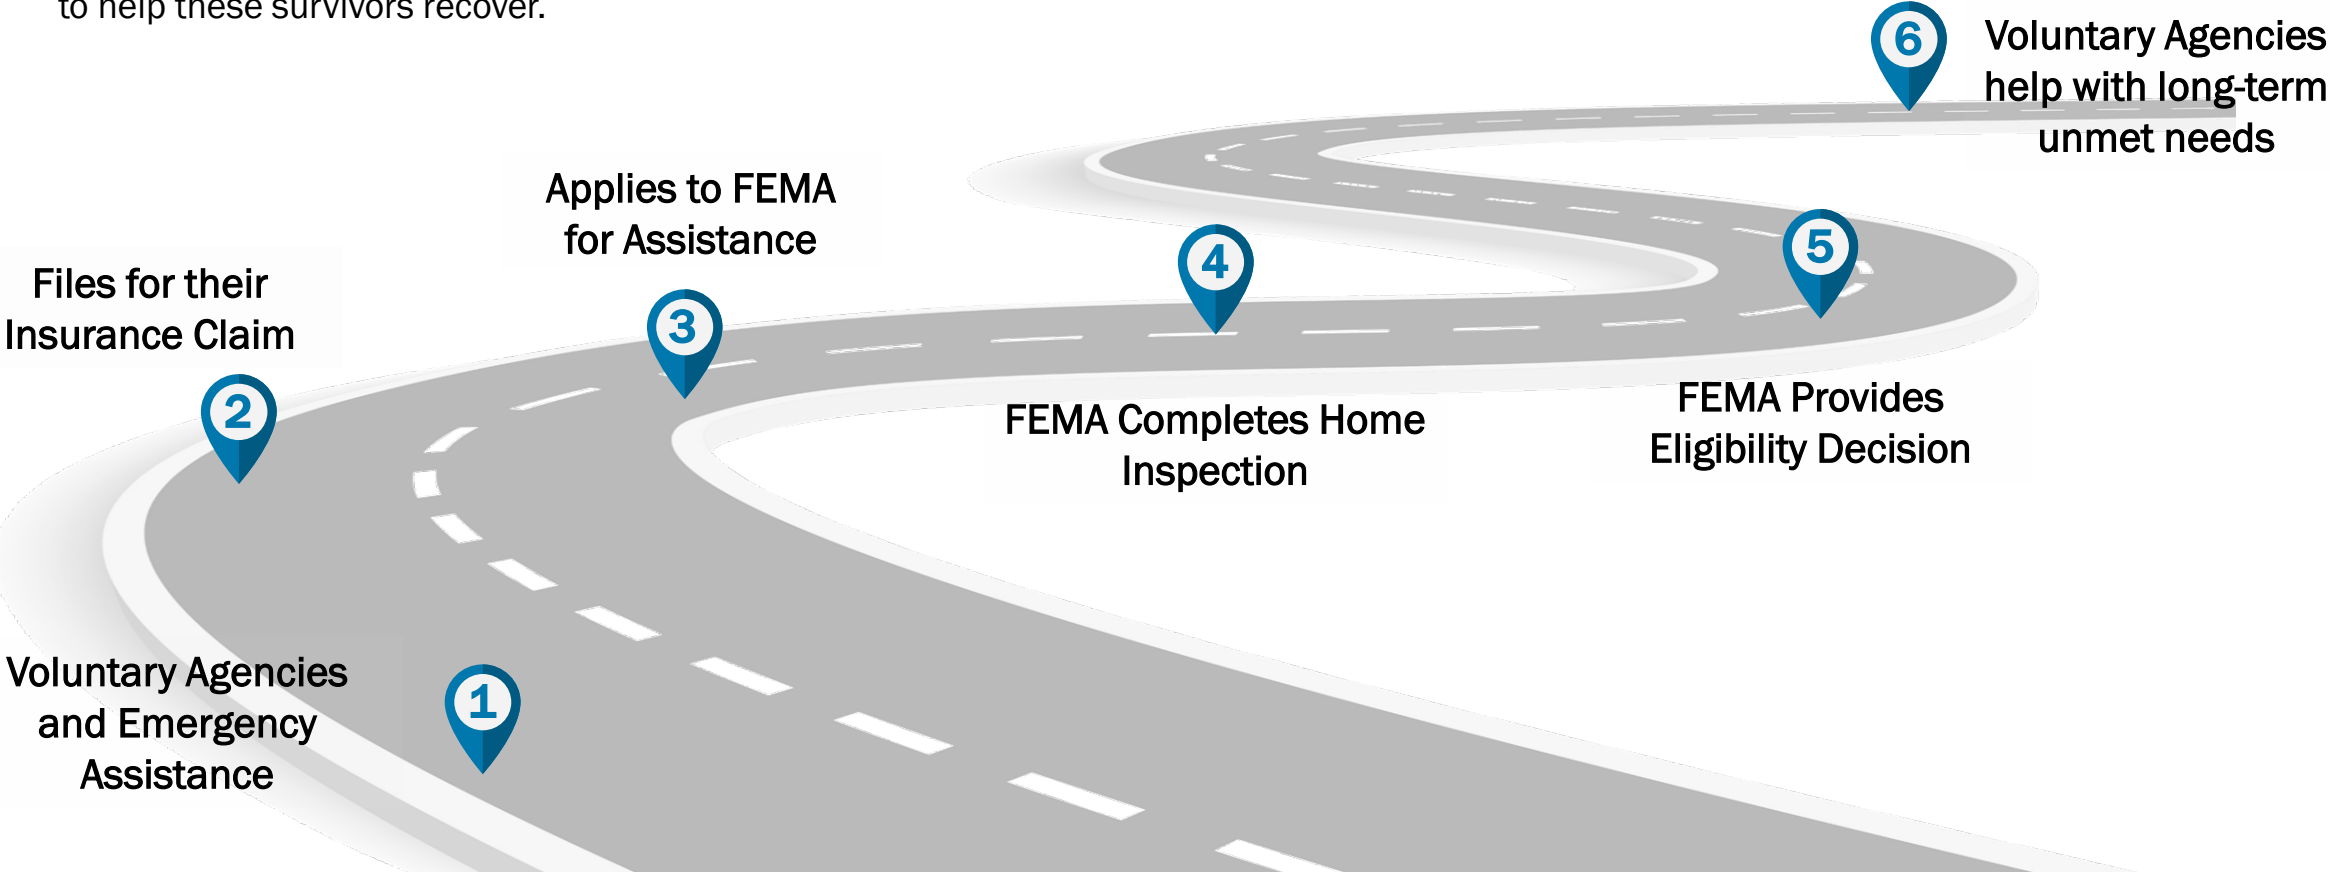 to help these survivors recover.
6
Voluntary Agencies
help with long-term
unmet needs
Applies to FEMA
for Assistance
5
4
Files for their
Insurance Claim
3
2
FEMA Provides
Eligibility Decision
FEMA Completes Home
Inspection
Voluntary Agencies
and Emergency
Assistance
1